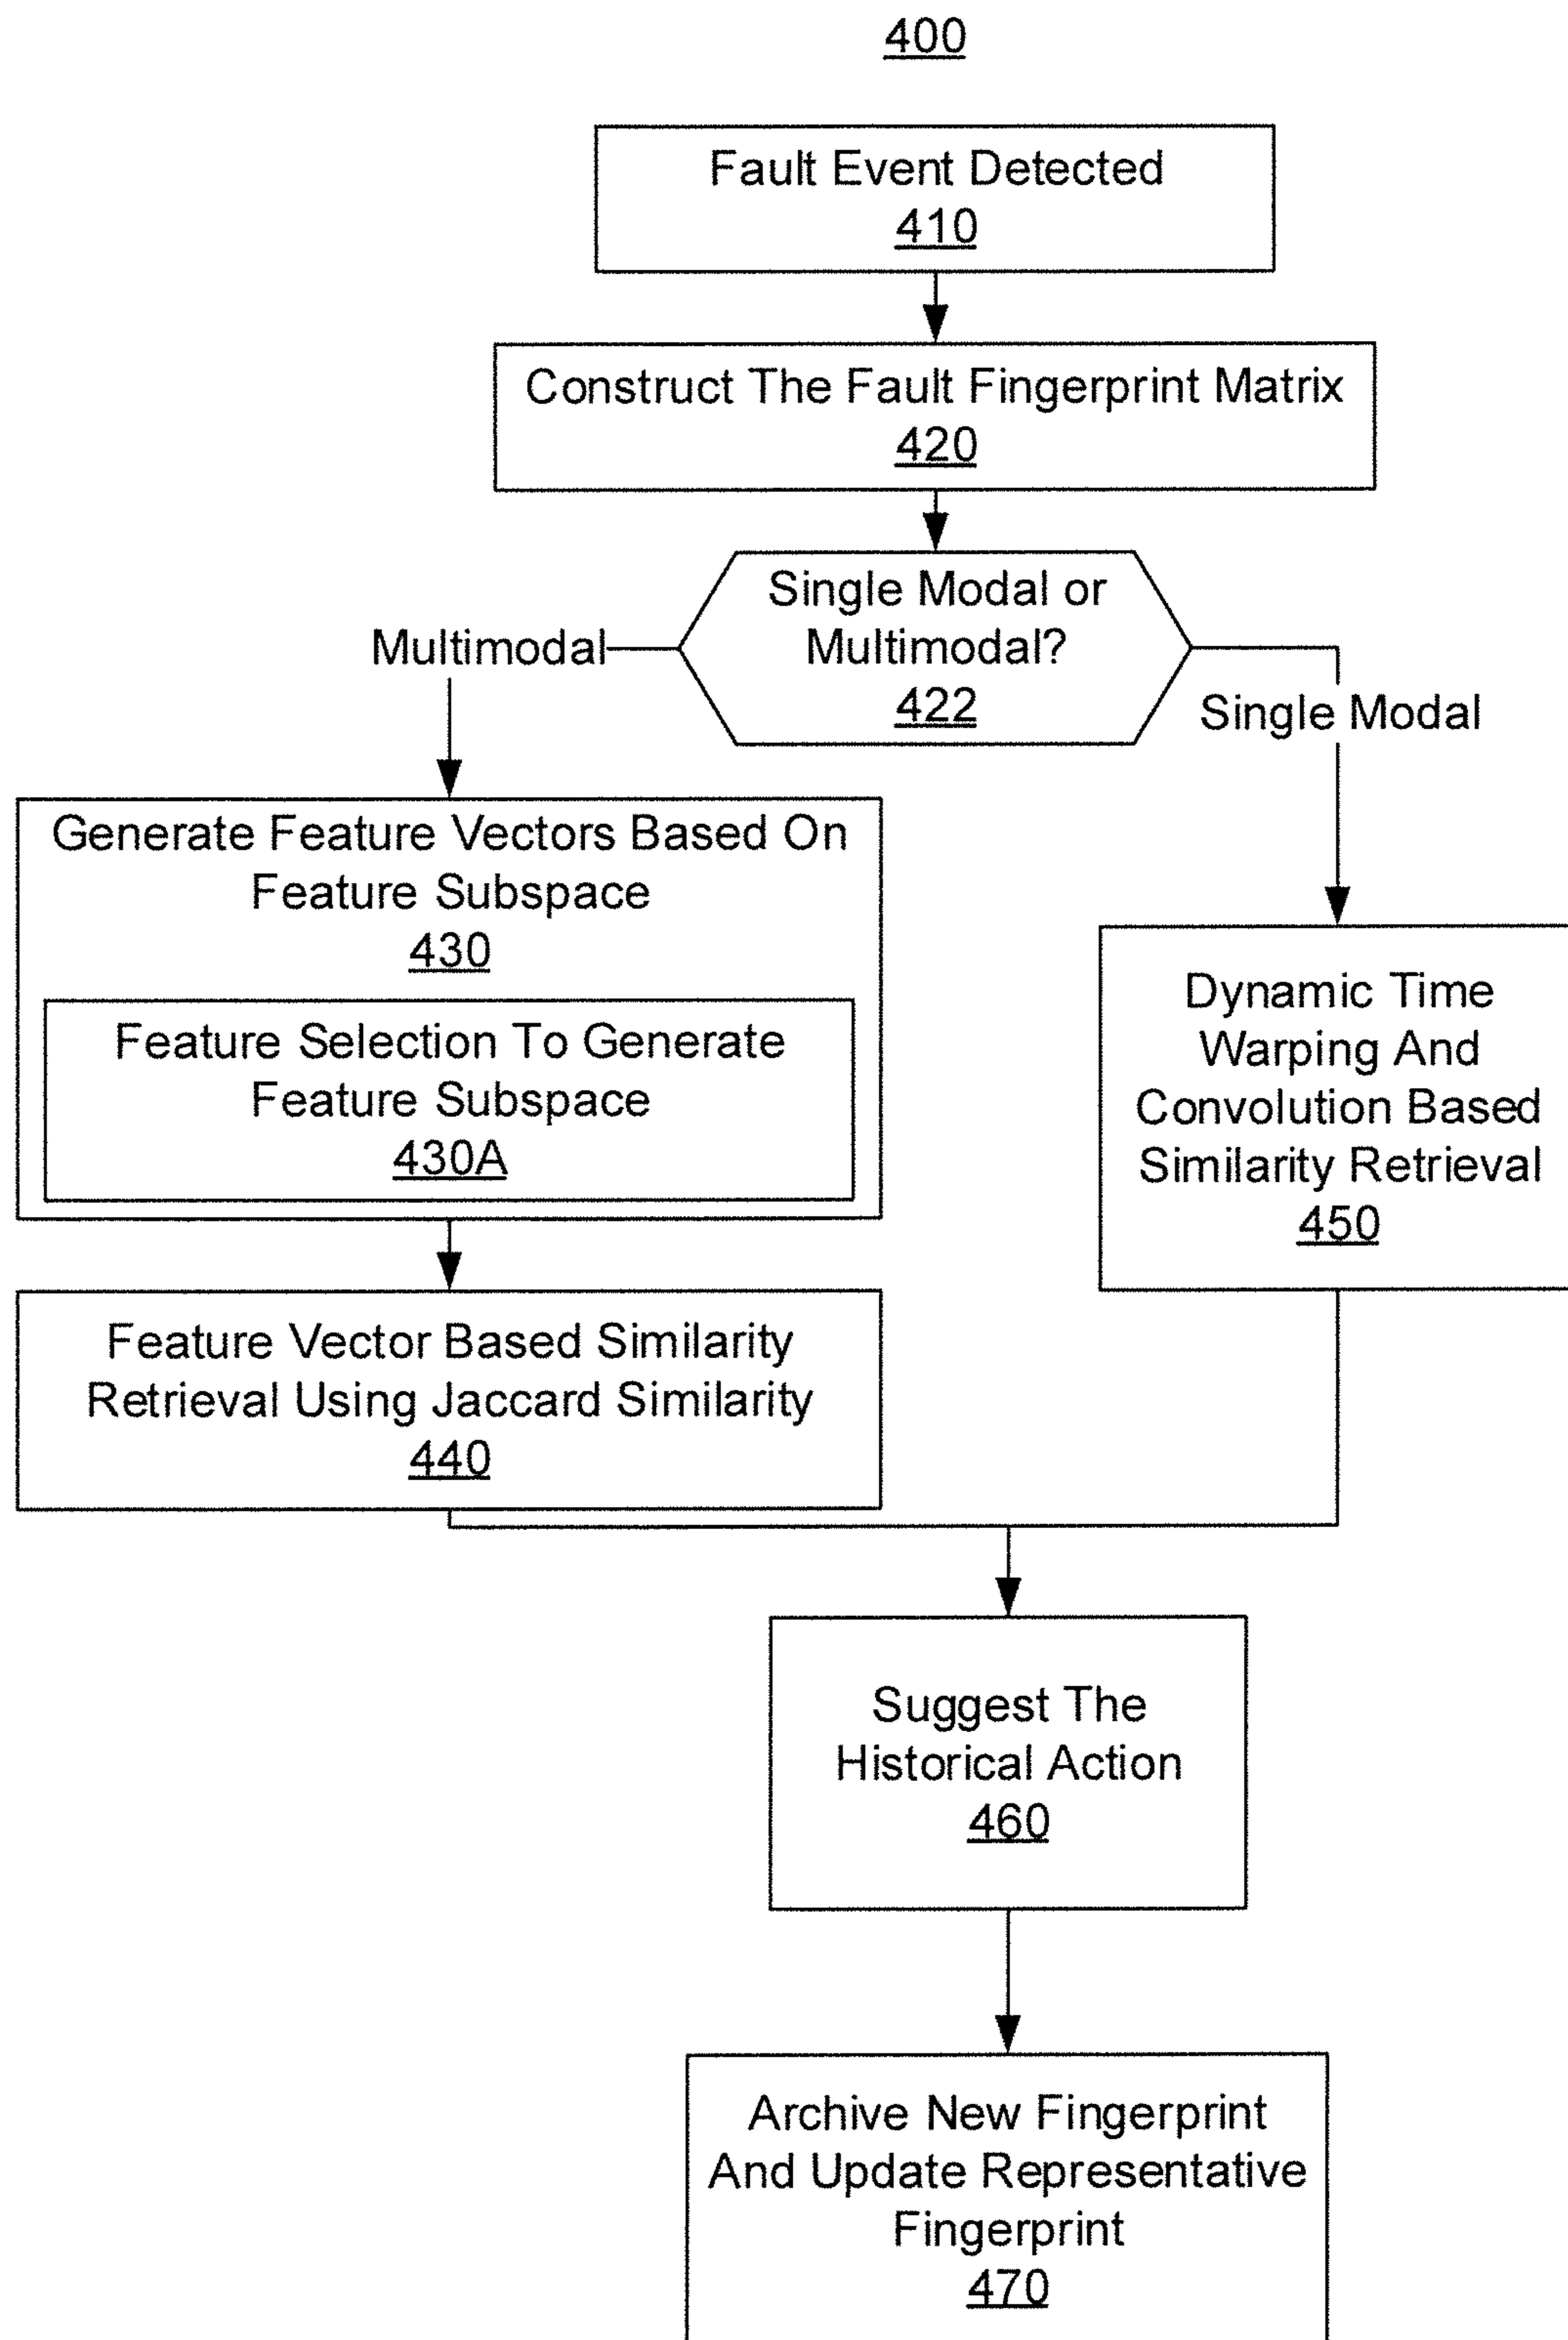 400
Fault Event Detected
410
Construct The Fault Fingerprint Matrix
420
Single Modal or
Multimodal?
422
Multimodal
Single Modal
Generate Feature Vectors Based On
Feature Subspace
430
Feature Selection To Generate
Feature Subspace
430A
Dynamic Time
Warping And
Convolution Based
Similarity Retrieval
450
Feature Vector Based Similarity
Retrieval Using Jaccard Similarity
440
Suggest The
Historical Action
460
Archive New Fingerprint
And Update Representative
Fingerprint
470